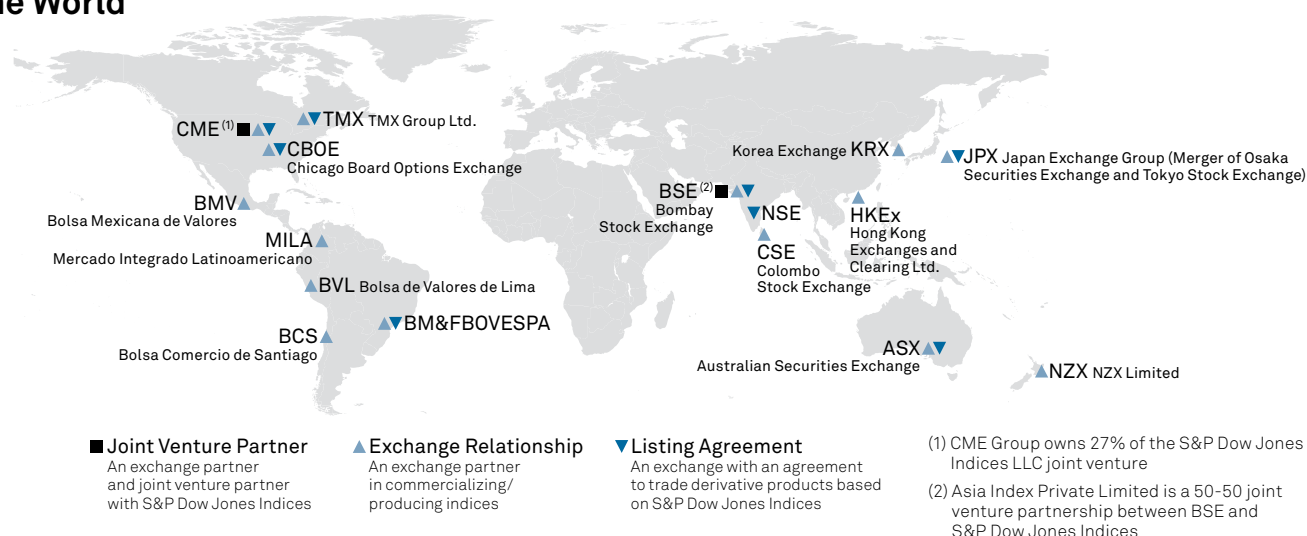 he World
CME(1)
TMX TMX Group Ltd.
CBOE
Chicago Board Options Exchange
BMV
Bolsa Mexicana de Valores
MILA
Mercado Integrado Latinoamericano
BVL Bolsa de Valores de Lima
BM&FBOVESPA
BCS
Bolsa Comercio de Santiago
Korea Exchange KRX
JPX Japan Exchange Group (Merger of Osaka
Securities Exchange and Tokyo Stock Exchange)
BSE(2)
Bombay
Stock Exchange
NSE
CSE
Colombo
Stock Exchange
HKEx
Hong Kong
Exchanges and
Clearing Ltd.
ASX
Australian Securities Exchange
NZX NZX Limited
Joint Venture Partner
An exchange partner
and joint venture partner
with S&P Dow Jones Indices
Exchange Relationship
An exchange partner
in commercializing/
producing indices
Listing Agreement
An exchange with an agreement
to trade derivative products based
on S&P Dow Jones Indices
(1) CME Group owns 27% of the S&P Dow Jones
Indices LLC joint venture
(2) Asia Index Private Limited is a 50-50 joint
venture partnership between BSE and
S&P Dow Jones Indices